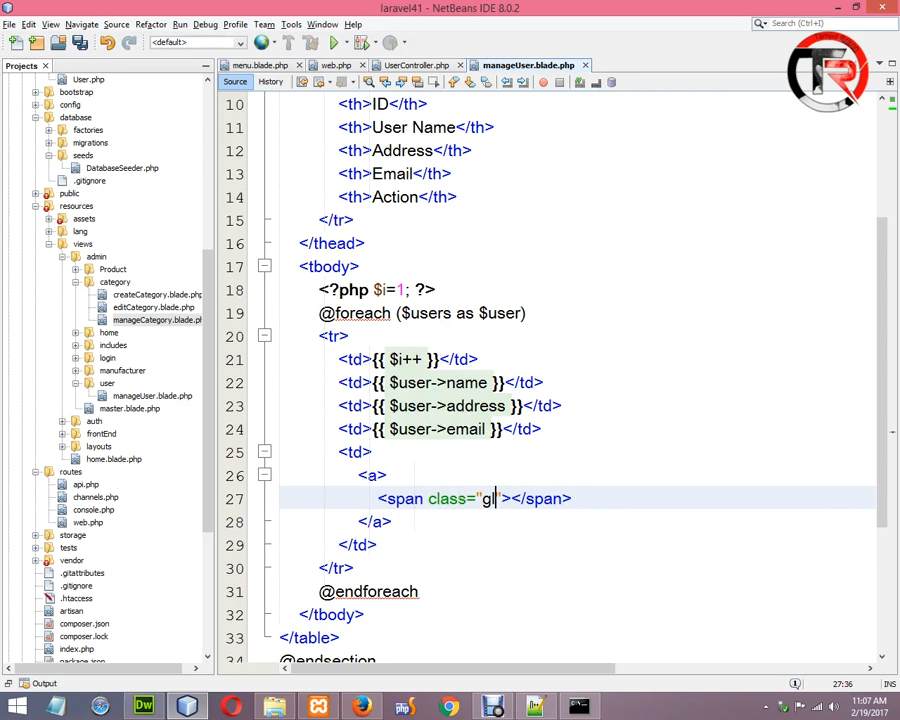 laravel41 - NetBeans IDE 8.0.2
File Edit View Navigate Source Refactor Run Debug Profile Team Tools Window Help
Search (Ctrl+I)
<default>
Projects
menu.blade.php
web.php
UserController.php
manageUser.blade.php
Source History
User.php
bootstrap
config
database
factories
migrations
seeds
DatabaseSeeder.php
.gitignore
public
resources
assets
lang
views
admin
Product
category
createCategory.blade.php
editCategory.blade.php
manageCategory.blade.ph
home
includes
login
manufacturer
user
manageUser.blade.php
master.blade.php
auth
frontEnd
layouts
home.blade.php
routes
api.php
channels.php
console.php
web.php
storage
tests
vendor
.gitattributes
.gitignore
.htaccess
artisan
composer.json
composer.lock
index.php
package.json
10 <th>ID</th>
11 <th>User Name</th>
12 <th>Address</th>
13 <th>Email</th>
14 <th>Action</th>
15 </tr>
16 </thead>
17 <tbody>
18 <?php $i=1; ?>
19 @foreach ($users as $user)
20 <tr>
21 <td>{{ $i++ }}</td>
22 <td>{{ $user->name }}</td>
23 <td>{{ $user->address }}</td>
24 <td>{{ $user->email }}</td>
25 <td>
26 <a>
27 <span class="gl"></span>
28 </a>
29 </td>
30 </tr>
31 @endforeach
32 </tbody>
33 </table>
34 @endsection
Output
27:36
INS
Dw
php
11:07 AM
2/19/2017